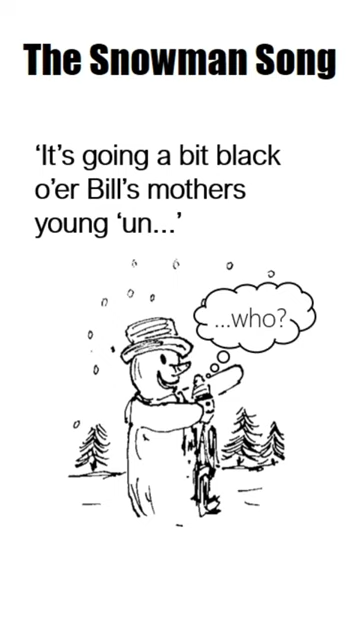 The Snowman Song
‘It’s going a bit black
o’er Bill’s mothers
young ‘un...’
...who?